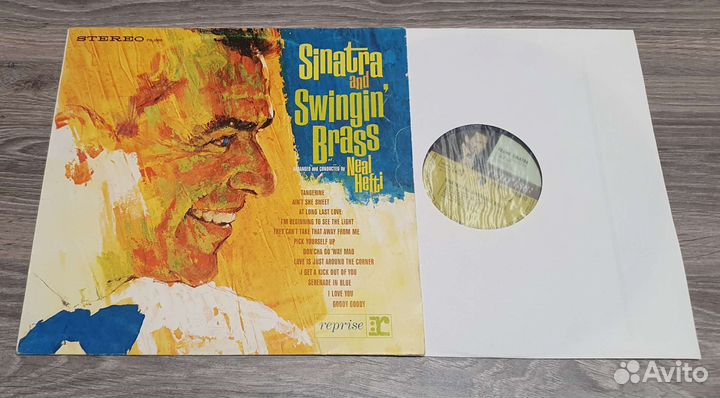 STEREO
Sinatra
and
Swingin'
Brass
ARRANGED and CONDUCTED by
Neal
Hefti
TANGERINE
AIN'T SHE SWEET
AT LONG LAST LOVE
I'M BEGINNING TO SEE THE LIGHT
THEY CAN'T TAKE THAT AWAY FROM ME
PICK YOURSELF UP
DON'CHA GO 'WAY MAD
LOVE IS JUST AROUND THE CORNER
I GET A KICK OUT OF YOU
SERENADE IN BLUE
I LOVE YOU
GOODY GOODY
reprise r
Avito